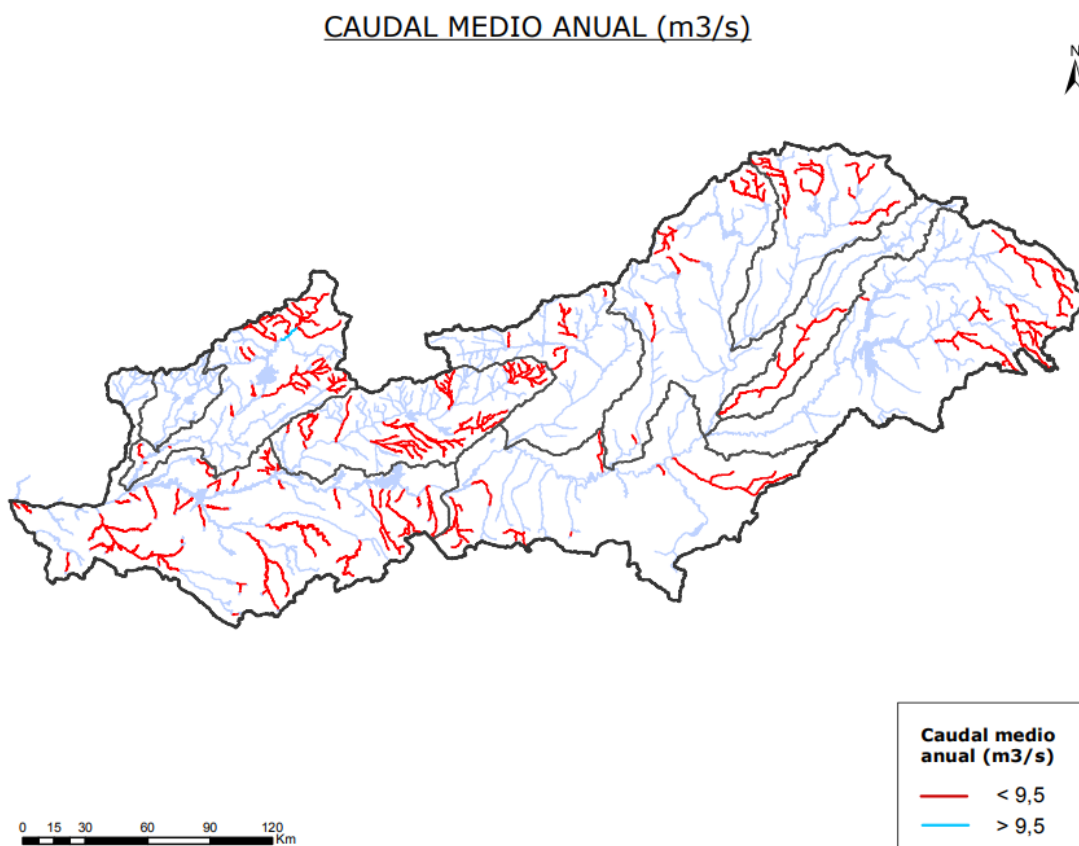 CAUDAL MEDIO ANUAL (m3/s)
N
Caudal medio
anual (m3/s)
< 9,5
> 9,5
0 15 30 60 90 120
Km